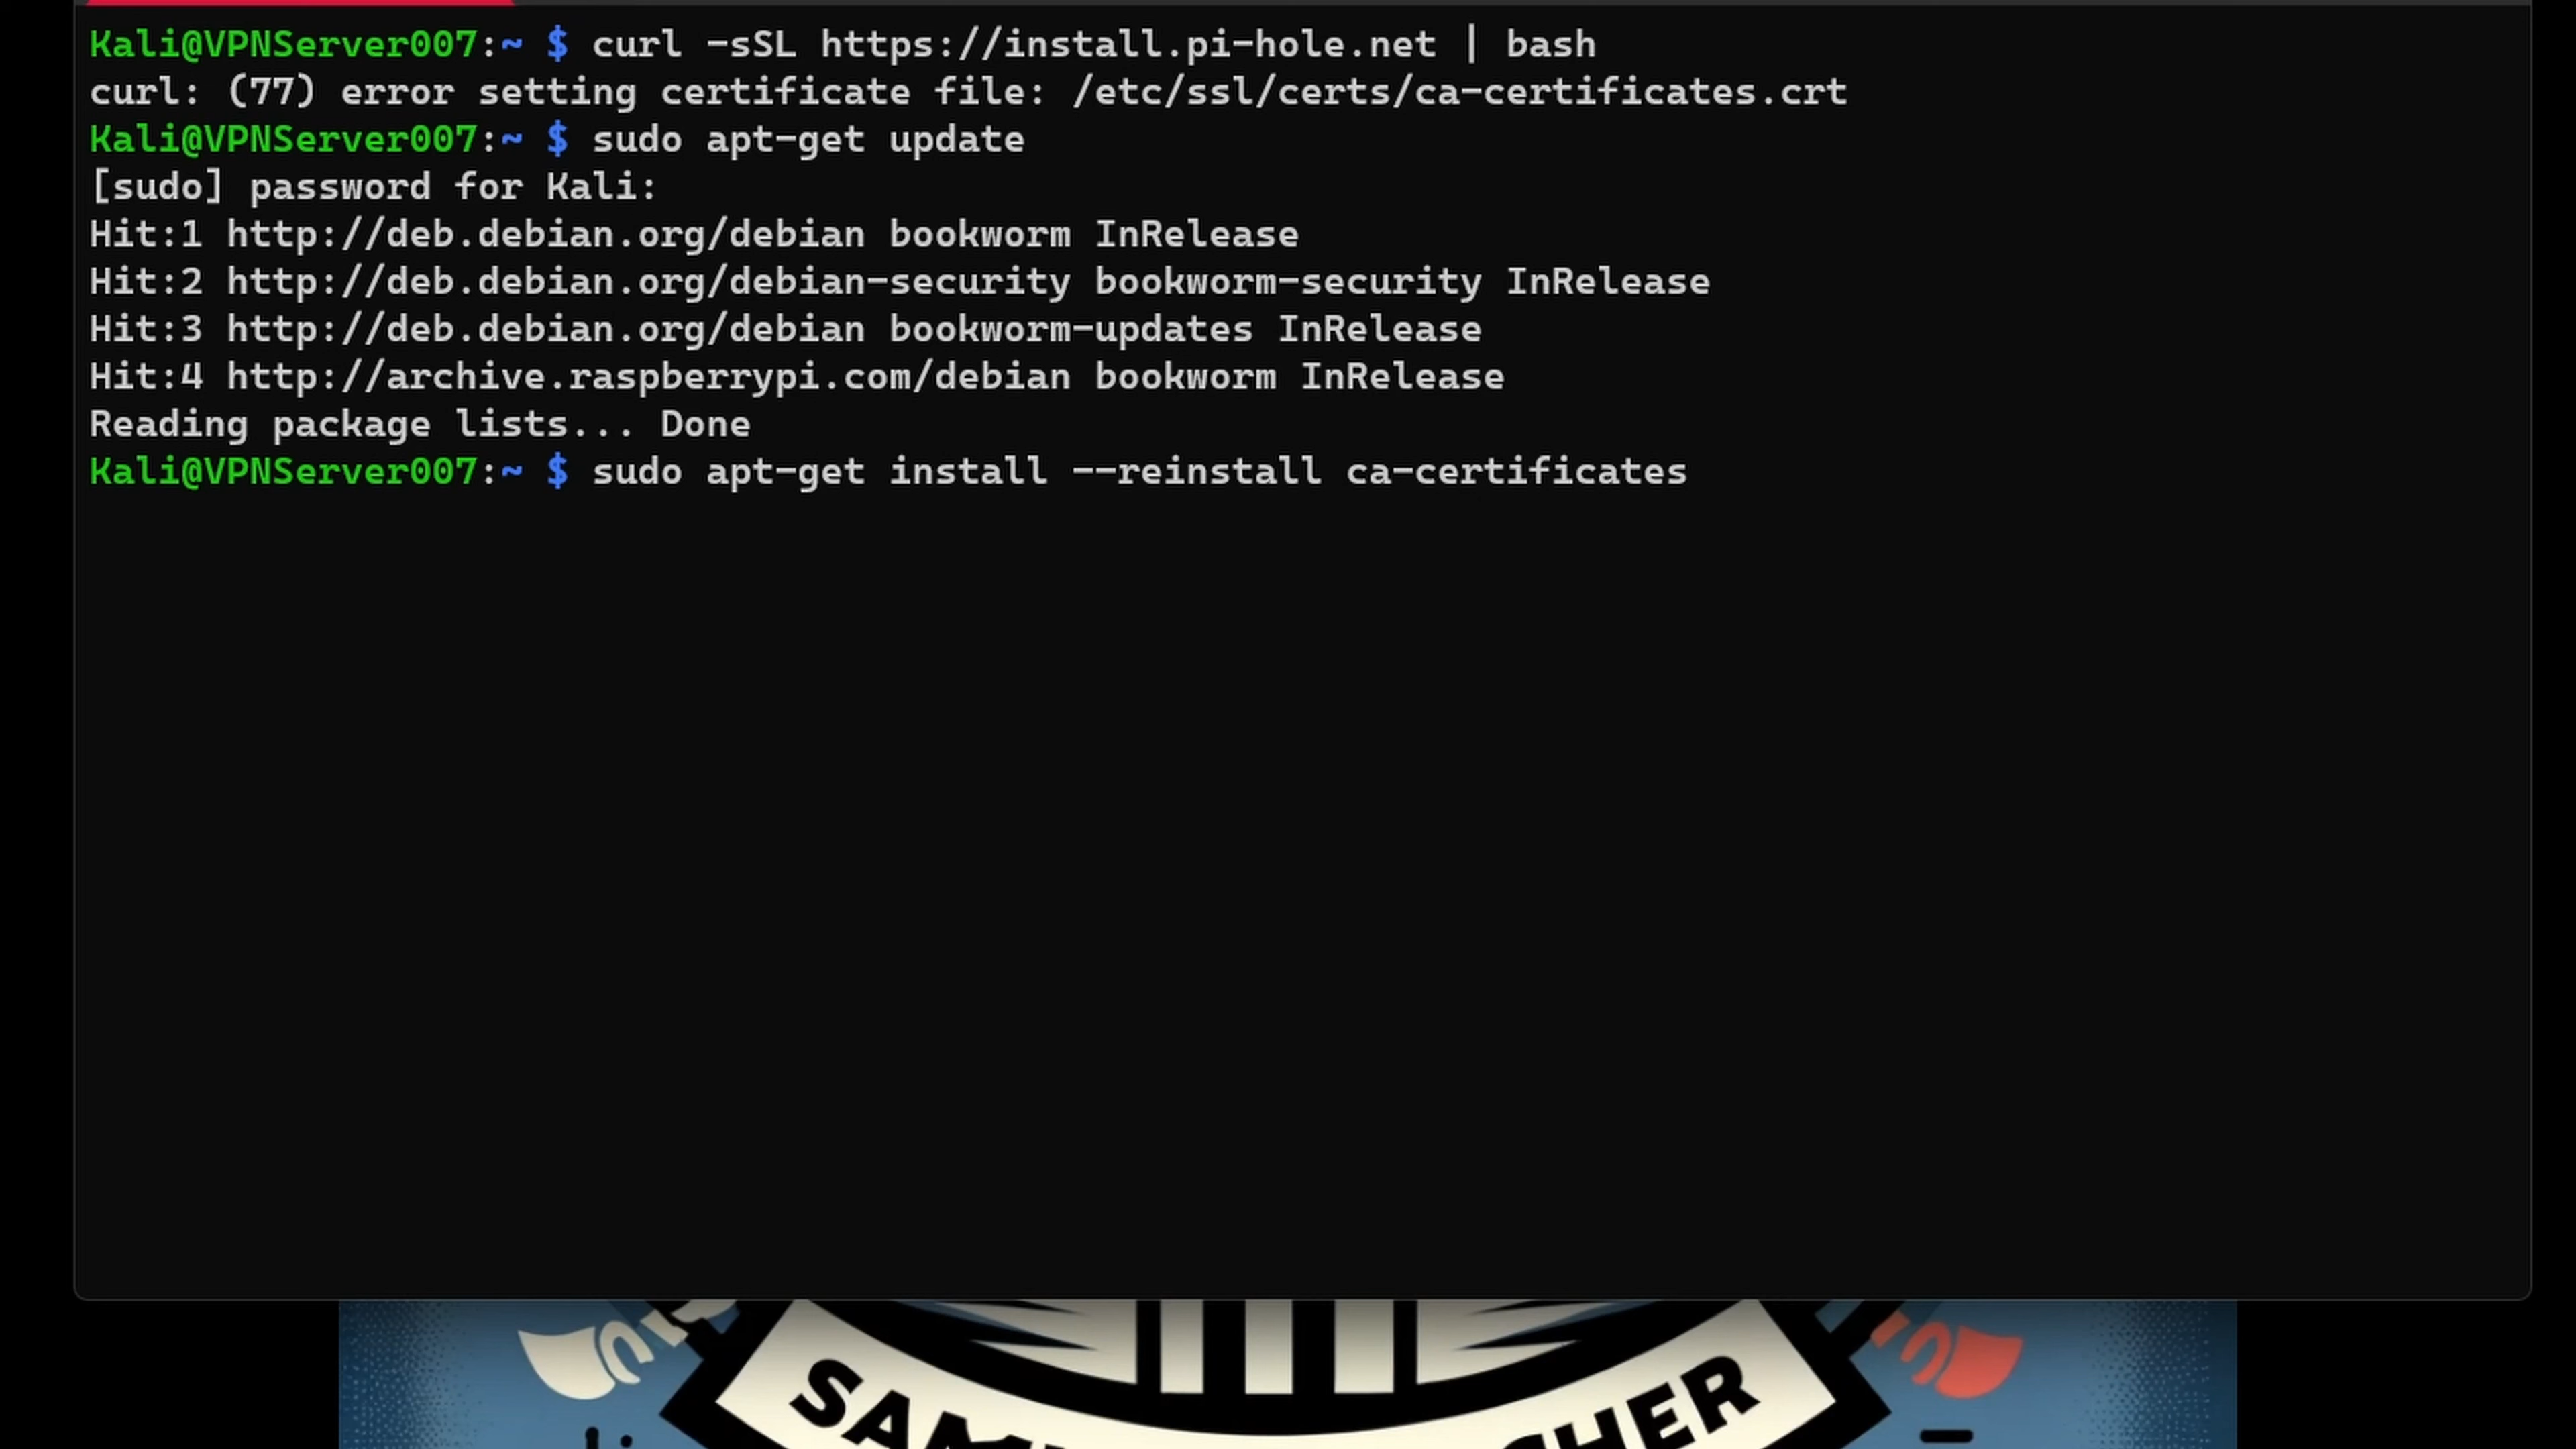 Kali@VPNServer007:~ $ curl -sSL https://install.pi-hole.net | bash
curl: (77) error setting certificate file: /etc/ssl/certs/ca-certificates.crt
Kali@VPNServer007:~ $ sudo apt-get update
[sudo] password for Kali:
Hit:1 http://deb.debian.org/debian bookworm InRelease
Hit:2 http://deb.debian.org/debian-security bookworm-security InRelease
Hit:3 http://deb.debian.org/debian bookworm-updates InRelease
Hit:4 http://archive.raspberrypi.com/debian bookworm InRelease
Reading package lists... Done
Kali@VPNServer007:~ $ sudo apt-get install --reinstall ca-certificates